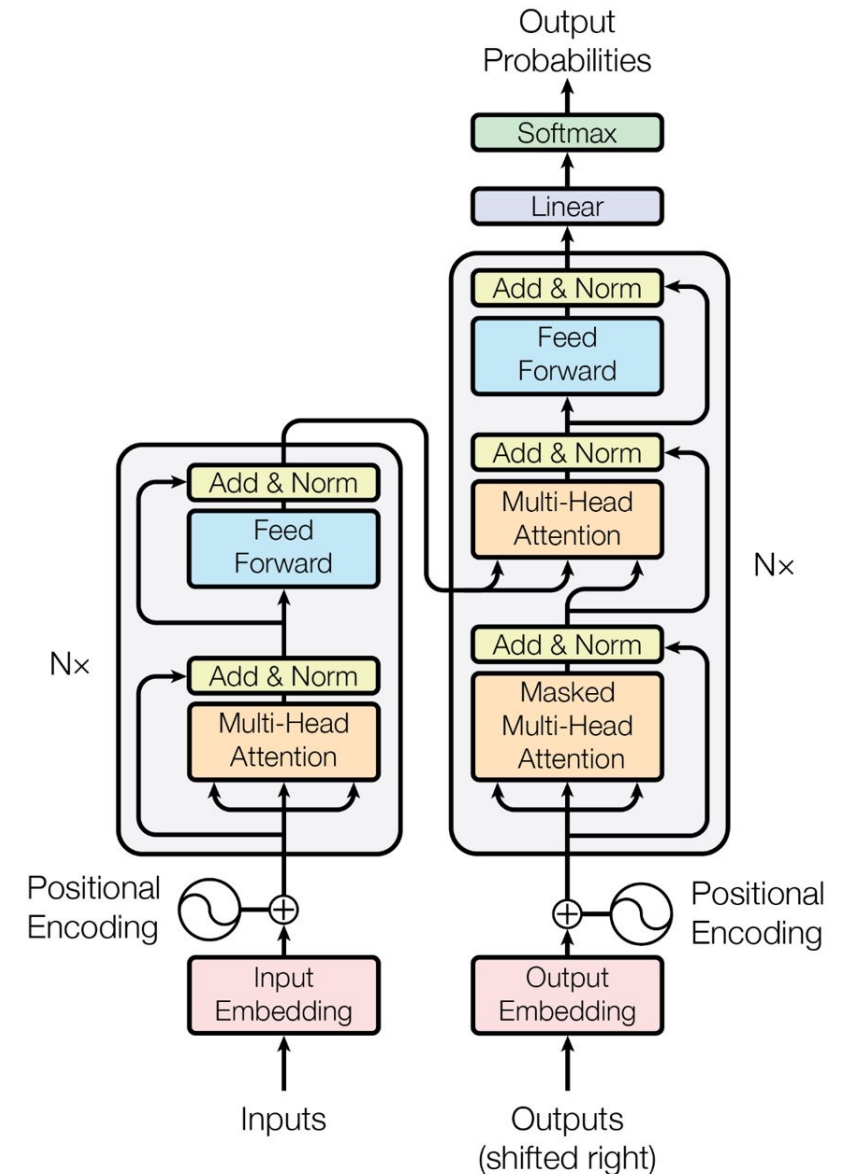 Output
Probabilities
Softmax
Linear
Add & Norm
Feed
Forward
Add & Norm
Multi-Head
Attention
Add & Norm
Masked
Multi-Head
Attention
N×
Add & Norm
Feed
Forward
Add & Norm
Multi-Head
Attention
N×
Positional
Encoding
Positional
Encoding
Input
Embedding
Output
Embedding
Inputs
Outputs
(shifted right)